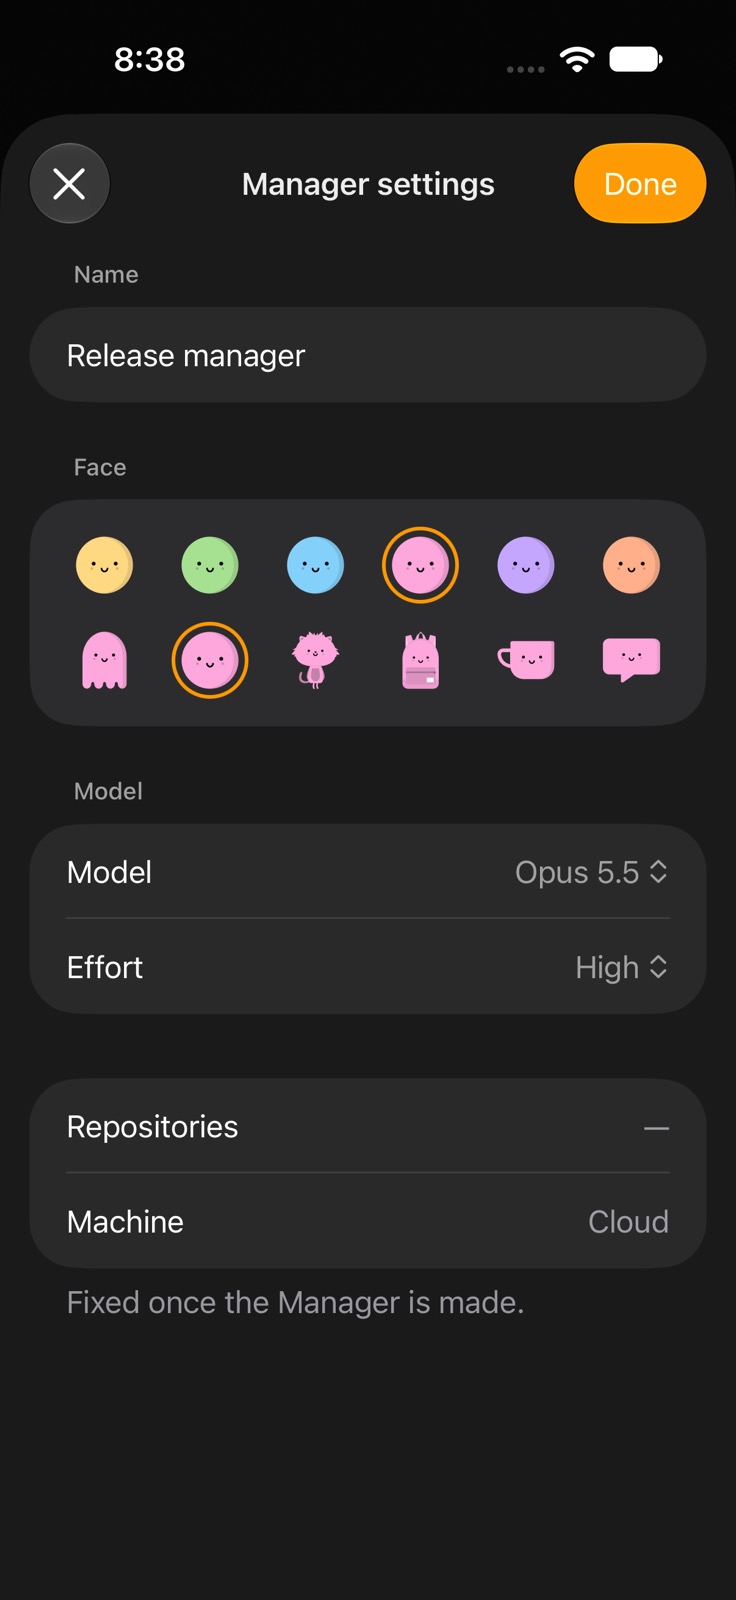 8:38
Manager settings
Done
Name
Release manager
Face
Model
Model
Opus 5.5
Effort
High
Repositories
—
Machine
Cloud
Fixed once the Manager is made.